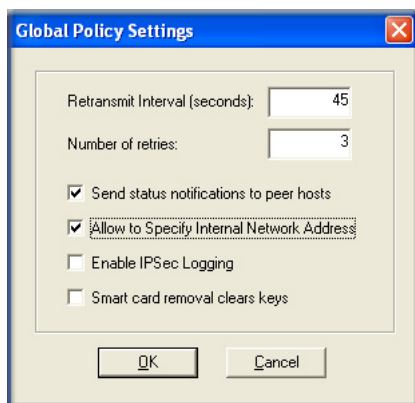 Global Policy Settings
Retransmit Interval (seconds): 45
Number of retries: 3
Send status notifications to peer hosts
Allow to Specify Internal Network Address
Enable IPSec Logging
Smart card removal clears keys
OK Cancel